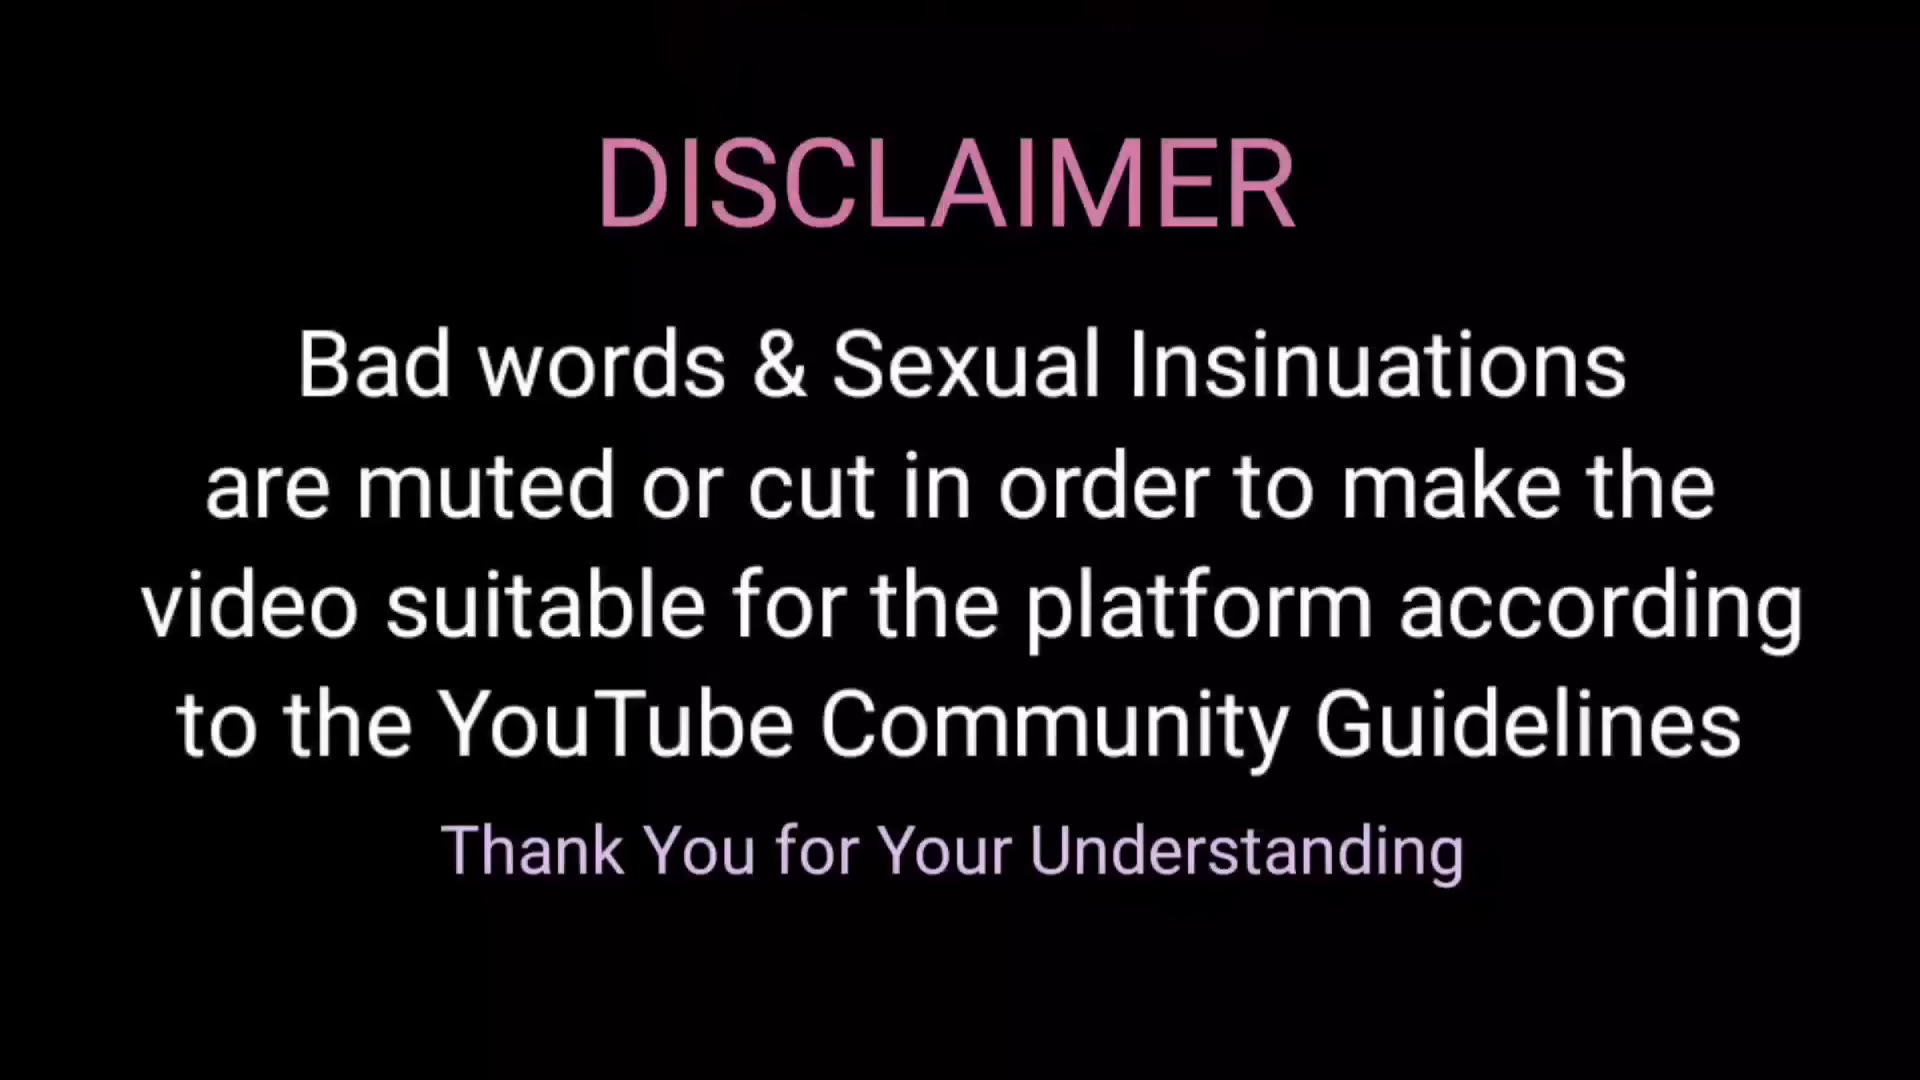 DISCLAIMER
Bad words & Sexual Insinuations
are muted or cut in order to make the
video suitable for the platform according
to the YouTube Community Guidelines
Thank You for Your Understanding